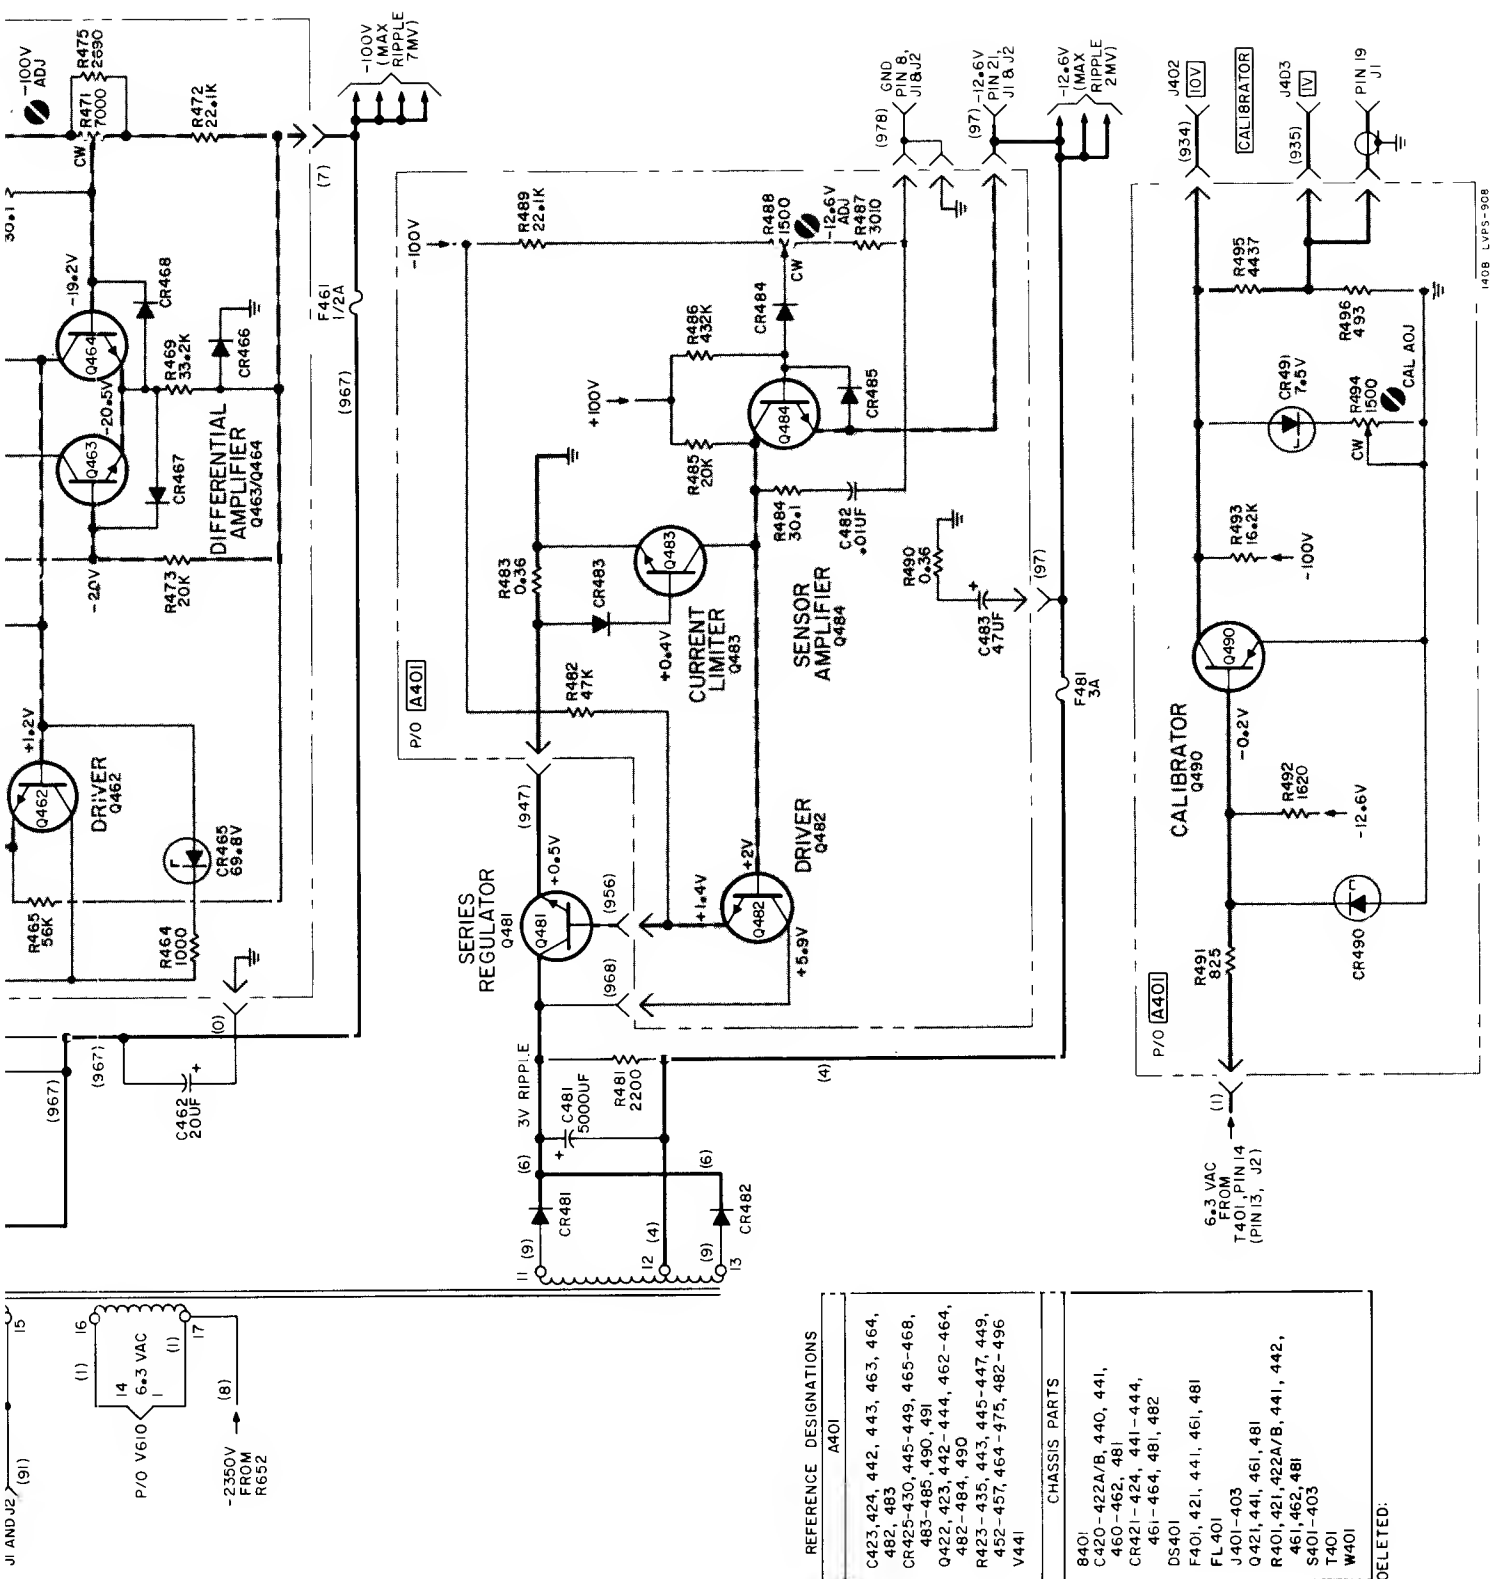 -100V
ADJ
R475
2690
R471
7000
CW
R472
22.1K
30.1
-100V
(MAX
RIPPLE
7MV)
(7)
F461
1/2A
(967)
-19.2V
Q464
CR468
-20.5V
Q463
R469
33.2K
CR466
CR467
DIFFERENTIAL
AMPLIFIER
Q463/Q464
-20V
R473
20K
+1.2V
Q462
DRIVER
Q462
CR465
69.8V
R465
56K
R464
1000
(0)
(967)
(967)
C462
20UF
+
P/O A401
-100V
R489
22.1K
R488
1500
CW
-12.6V
ADJ
R487
3010
CR484
R486
432K
+100V
R485
20K
Q484
CR485
R484
30.1
C482
.01UF
SENSOR
AMPLIFIER
Q484
R483
0.36
CR483
Q483
+0.4V
CURRENT
LIMITER
Q483
R482
47K
R490
0.36
C483
47UF
+
(97)
GND
PIN 8,
J1&J2
(978)
-12.6V
PIN 21,
J1&J2
(97)
-12.6V
(MAX
RIPPLE
2MV)
F481
3A
(947)
SERIES
REGULATOR
Q481
Q481
+0.5V
(956)
(968)
+1.4V
+2V
Q482
+5.9V
DRIVER
Q482
3V RIPPLE
R481
2200
C481
5000UF
+
(4)
(6)
(6)
CR481
CR482
(9)
(4)
(9)
11
12
13
J402
10V
(934)
CALIBRATOR
J403
1V
(935)
PIN 19
J1
R495
4437
R496
493
CR491
7.5V
R494
1500
CW
CAL ADJ
R493
16.2K
-100V
Q490
CALIBRATOR
Q490
-0.2V
R492
1620
-12.6V
CR490
R491
825
P/O A401
(1)
6.3 VAC
FROM
T401, PIN 14
(PIN 13, J2)
140B LVPS-908
J1 AND J2
(91)
15
16
17
(1)
(1)
14
6.3 VAC
1
P/O V610
(8)
-2350V
FROM
R652
REFERENCE DESIGNATIONS
A401
C423,424, 442, 443, 463, 464,
482, 483
CR425-430, 445-449, 465-468,
483-485, 490, 491
Q422, 423, 442-444, 462-464,
482-484, 490
R423-435, 443, 445-447, 449,
452-457, 464-475, 482-496
V441
CHASSIS PARTS
B401
C420-422A/B, 440, 441,
460-462, 481
CR421-424, 441-444,
461-464, 481, 482
DS401
F401, 421, 441, 461, 481
FL401
J401-403
Q421, 441, 461, 481
R401, 421, 422A/B, 441, 442,
461, 462, 481
S401-403
T401
W401
DELETED: